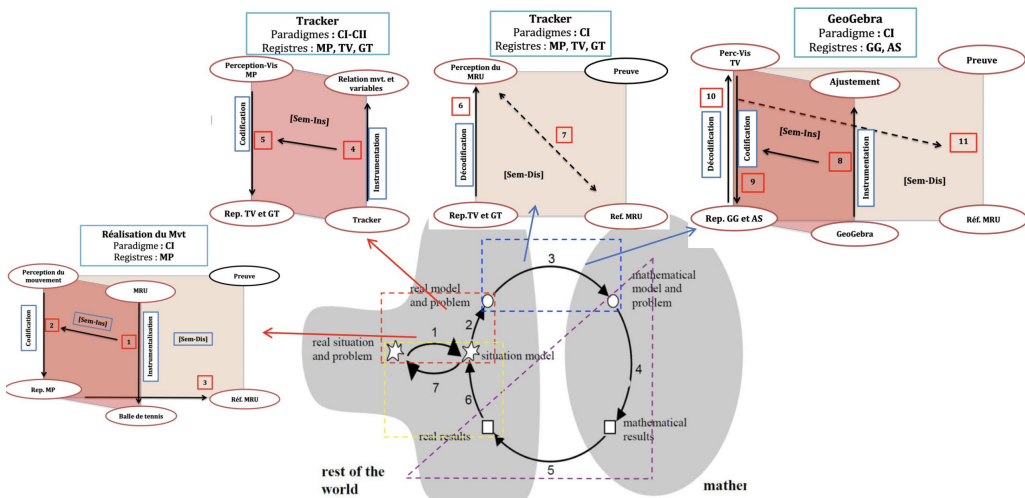 Tracker
Paradigmes : CI-CII
Registres : MP, TV, GT
Perception-Vis
MP
Relation mvt. et
variables
Codification
[Sem-Ins]
5
4
Instrumentation
Rep. TV et GT
Tracker
Tracker
Paradigme : CI
Registres : MP, TV, GT
Perception du
MRU
Preuve
6
Décodification
7
[Sem-Dis]
Rep.TV et GT
Ref. MRU
GeoGebra
Paradigme : CI
Registres : GG, AS
Perc-Vis
TV
Ajustement
Preuve
10
Décodification
Codification
[Sem-Ins]
8
9
Instrumentation
11
[Sem-Dis]
Rep. GG et AS
GeoGebra
Réf. MRU
Réalisation du Mvt
Paradigme : CI
Registres : MP
Perception du
mouvement
MRU
Preuve
Codification
2
[Sem-Ins]
1
Instrumentalisation
[Sem-Dis]
3
Rep. MP
Réf. MRU
Balle de tennis
real model
and problem
3
mathematical
model and
problem
real situation
and problem
1
2
situation model
7
6
4
real results
mathematical
results
5
rest of the
world
mather